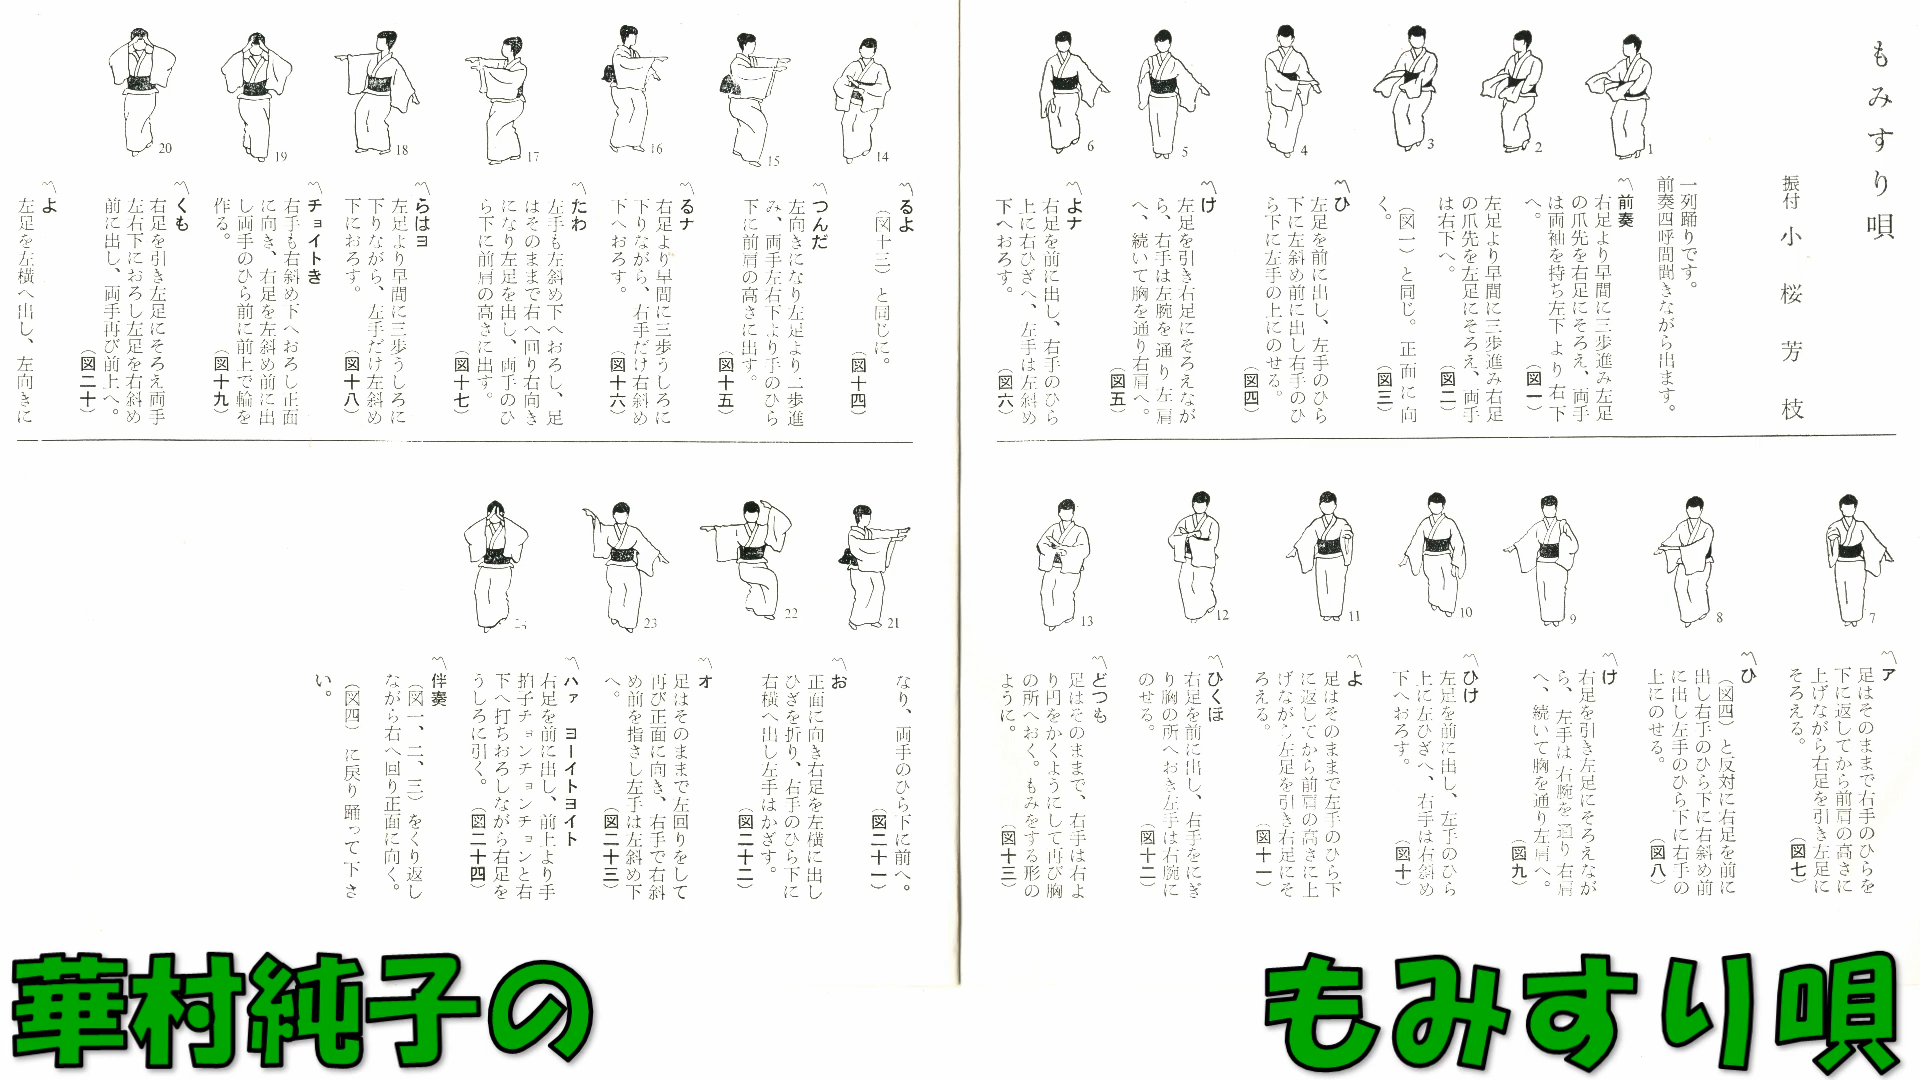 もみすり唄
振付 小桜芳枝
一列踊りです。
前奏四呼間聞きながら出ます。
前奏
右足より早間に三歩進み左足
の爪先を右足にそろえ、両手
は両袖を持ち左下より右下
へ。 （図一）
左足より早間に三歩進み右足
の爪先を左足にそろえ、両手
は右下へ。 （図二）
（図一）と同じ。正面に向
く。 （図三）
ひ
左足を前に出し、左手のひら
下に左斜め前に出し右手のひ
ら下に左手の上にのせる。
（図四）
け
左足を引き右足にそろえなが
ら、右手は左腕を通り左肩
へ、続いて胸を通り右肩へ。
（図五）
よナ
右足を前に出し、右手のひら
上に右ひざへ、左手は左斜め
下へおろす。 （図六）
1
2
3
4
5
6
ア
足はそのままで右手のひらを
下に返してから前肩の高さに
上げながら右足を引き左足に
そろえる。 （図七）
ひ
（図四）と反対に右足を前に
出し右手のひら下に右斜め前
に出し左手のひら下に右手の
上にのせる。 （図八）
け
右足を引き左足にそろえなが
ら、左手は右腕を通り右肩
へ、続いて胸を通り左肩へ。
（図九）
ひけ
左足を前に出し、左手のひら
上に左ひざへ、右手は右斜め
下へおろす。 （図十）
よ
足はそのままで左手のひら下
に返してから前肩の高さに上
げながら左足を引き右足にそ
ろえる。 （図十一）
ひくほ
右足を前に出し、右手をにぎ
り胸の所へおき左手は右腕に
のせる。 （図十二）
どつも
足はそのままで、右手は右よ
り円をかくようにして再び胸
の所へおく。もみをする形の
ように。 （図十三）
7
8
9
10
11
12
13
るよ
（図十三）と同じに。
（図十四）
つんだ
左向きになり左足より二歩進
み、両手左右下より手のひら
下に前肩の高さに出す。
（図十五）
るナ
右足より早間に三歩うしろに
下りながら、右手だけ右斜め
下へおろす。 （図十六）
たわ
左手も左斜め下へおろし、足
はそのままで右へ回り右向き
になり左足を出し、両手のひ
ら下に前肩の高さに出す。
（図十七）
らはヨ
左足より早間に三歩うしろに
下りながら、左手だけ左斜め
下におろす。 （図十八）
チョイトき
右手も右斜め下へおろし正面
に向き、右足を左斜め前に出
し両手のひら前に前上で輪を
作る。 （図十九）
くも
右足を引き左足にそろえ両手
左右下におろし左足を右斜め
前に出し、両手再び前上へ。
（図二十）
よ
左足を左横へ出し、左向きに
14
15
16
17
18
19
20
なり、両手のひら下に前へ。
（図二十一）
お
正面に向き右足を左横に出し
ひざを折り、右手のひら下に
右横へ出し左手はかざす。
（図二十二）
オ
足はそのままで左回りをして
再び正面に向き、右手で右斜
め前を指さし左手は左斜め下
へ。 （図二十三）
ハァ ヨーイトヨイト
右足を前に出し、前上より手
拍子チョンチョンチョンと右
下へ打ちおろしながら右足を
うしろに引く。 （図二十四）
伴奏
（図一、二、三）をくり返し
ながら右へ回り正面に向く。
（図四）に戻り踊って下さ
い。
21
22
23
華村純子の
もみすり唄